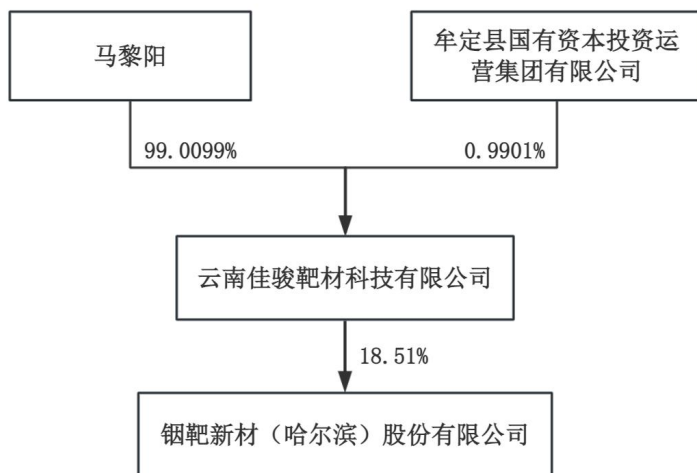 马黎阳
牟定县国有资本投资运
营集团有限公司
99.0099%
0.9901%
云南佳骏靶材科技有限公司
18.51%
铟靶新材（哈尔滨）股份有限公司